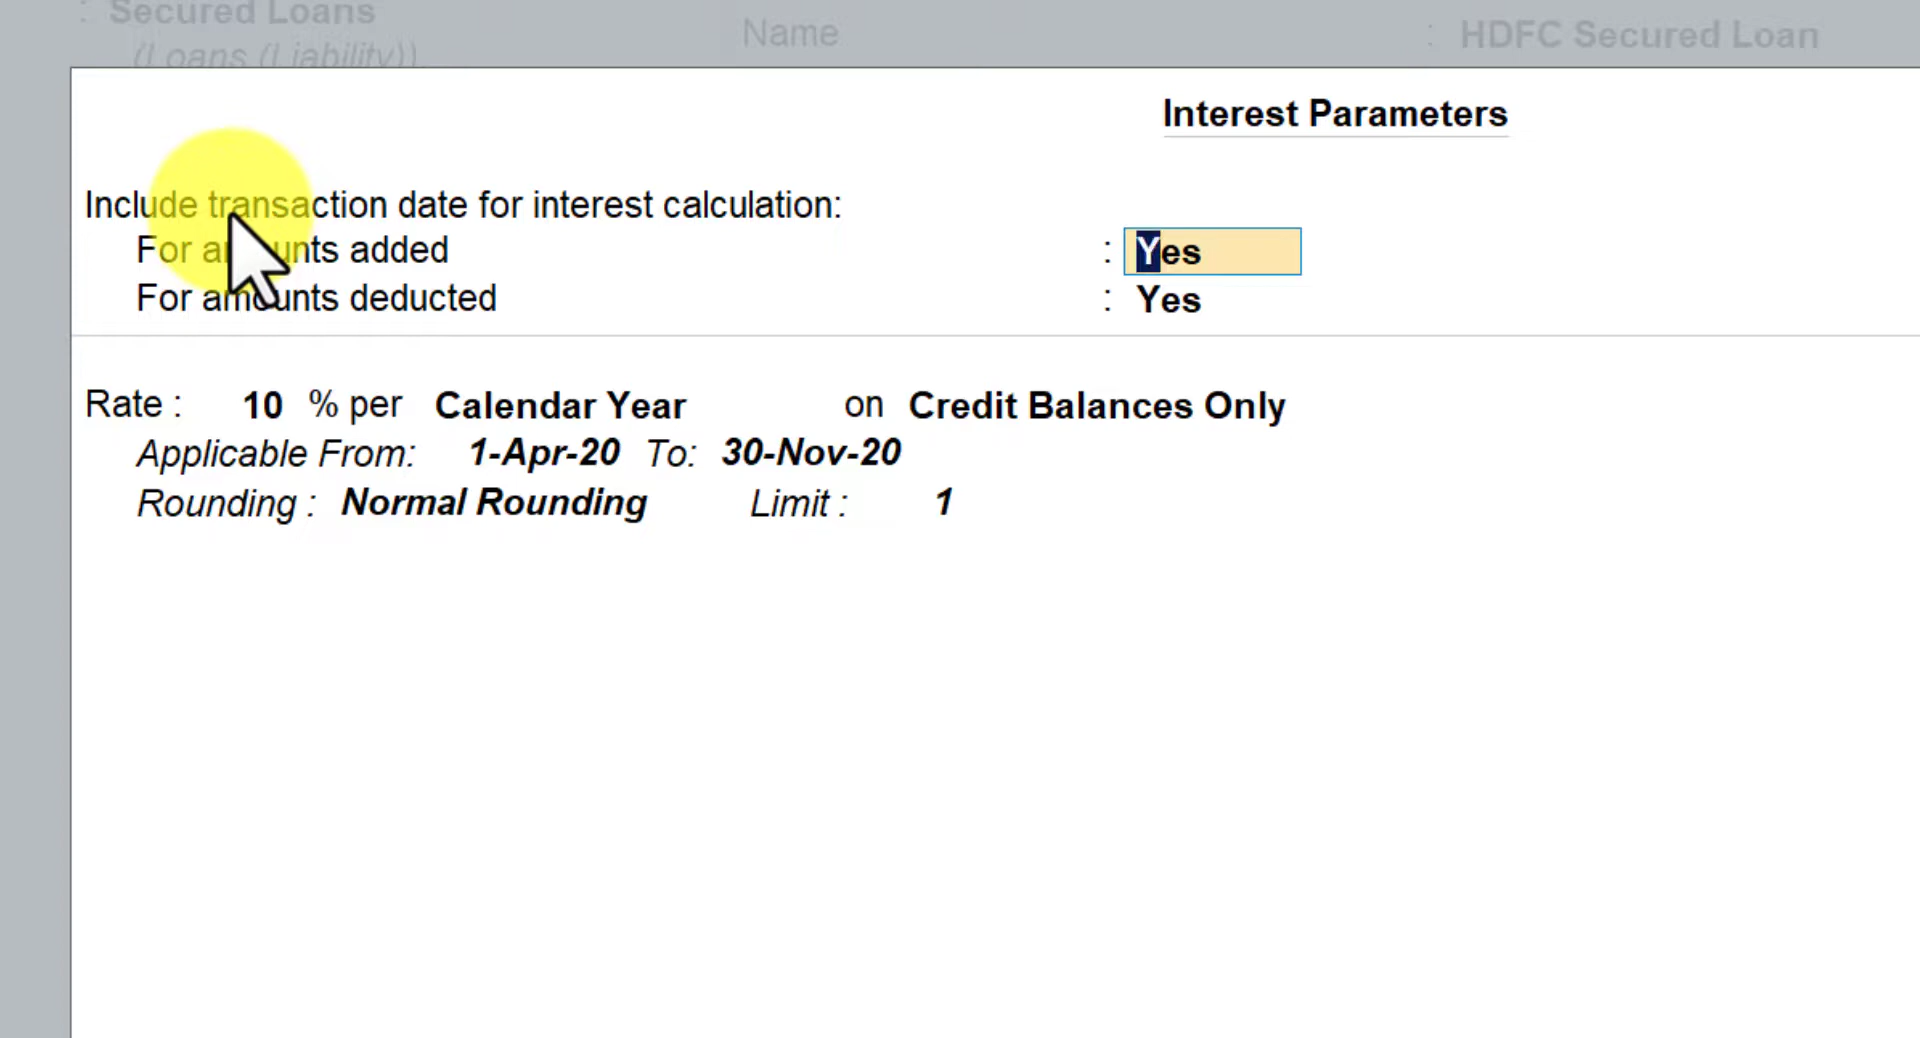 : Secured Loans
(Loans (Liability))
Name : HDFC Secured Loan
Interest Parameters
Include transaction date for interest calculation:
For amounts added : Yes
For amounts deducted : Yes
Rate : 10 % per Calendar Year on Credit Balances Only
Applicable From: 1-Apr-20 To: 30-Nov-20
Rounding : Normal Rounding Limit : 1